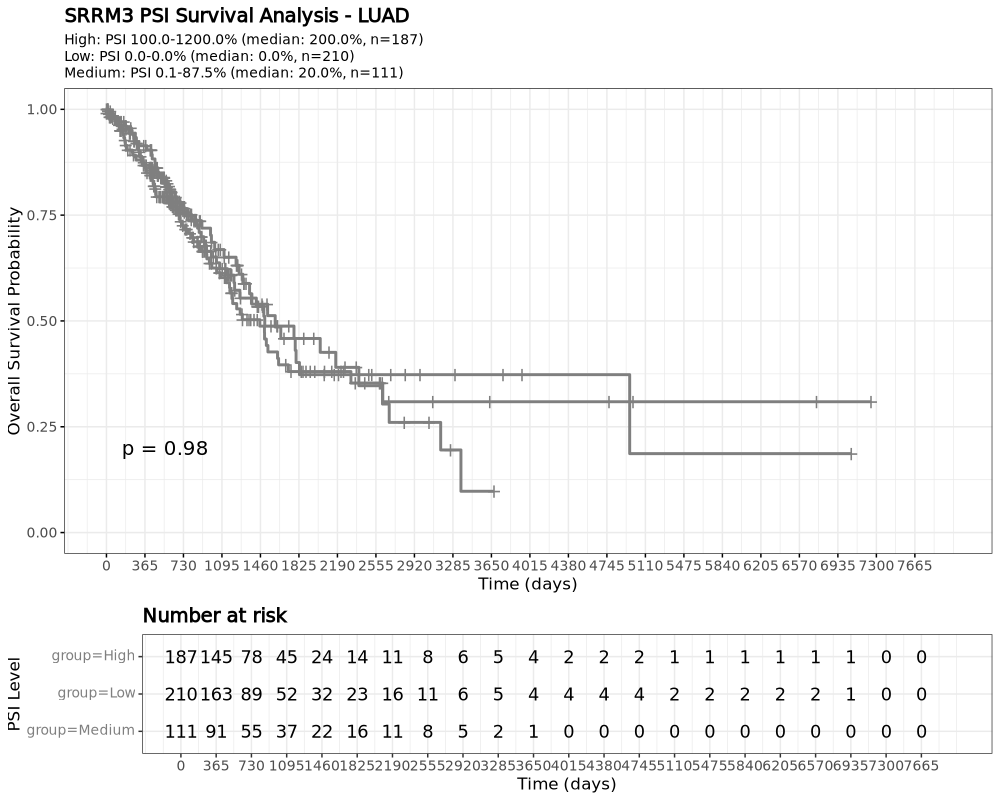 SRRM3 PSI Survival Analysis - LUAD
High: PSI 100.0-1200.0% (median: 200.0%, n=187)
Low: PSI 0.0-0.0% (median: 0.0%, n=210)
Medium: PSI 0.1-87.5% (median: 20.0%, n=111)
Overall Survival Probability
1.00
0.75
0.50
0.25
0.00
p = 0.98
0 365 730 1095 1460 1825 2190 2555 2920 3285 3650 4015 4380 4745 5110 5475 5840 6205 6570 6935 7300 7665
Time (days)
Number at risk
PSI Level
group=High 187 145 78 45 24 14 11 8 6 5 4 2 2 2 1 1 1 1 1 1 0 0
group=Low 210 163 89 52 32 23 16 11 6 5 4 4 4 4 2 2 2 2 2 1 0 0
group=Medium 111 91 55 37 22 16 11 8 5 2 1 0 0 0 0 0 0 0 0 0 0 0
0 365 730 1095 1460 1825 2190 2555 2920 3285 3650 4015 4380 4745 5110 5475 5840 6205 6570 6935 7300 7665
Time (days)